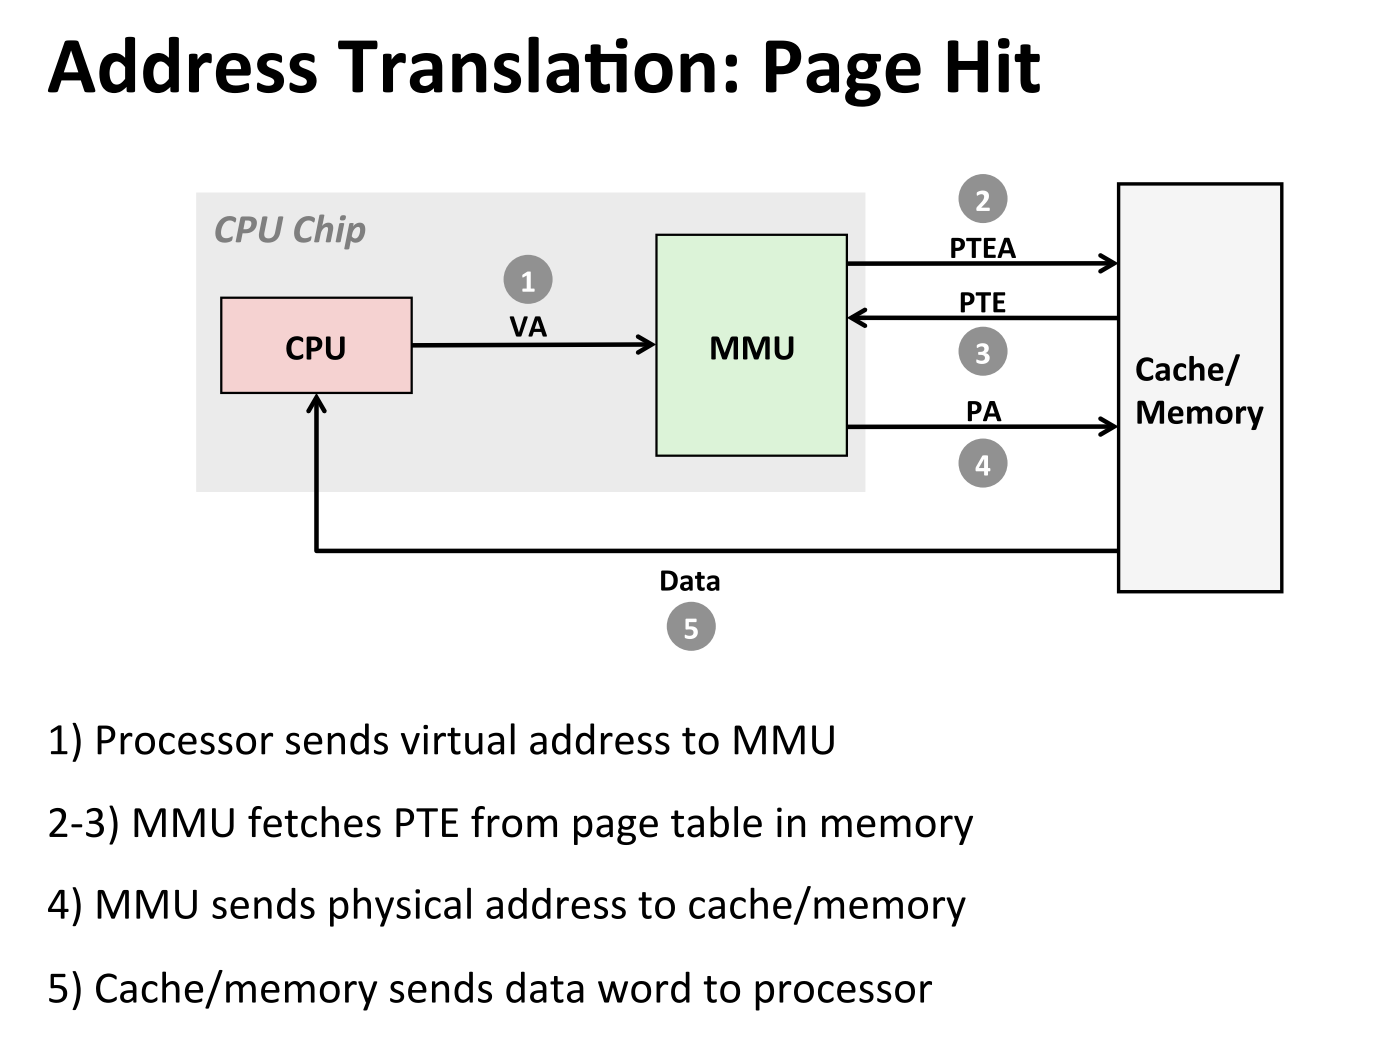 Address Translation: Page Hit
CPU Chip
2
PTEA
1
VA
PTE
3
CPU
MMU
Cache/
Memory
PA
4
Data
5
1) Processor sends virtual address to MMU
2-3) MMU fetches PTE from page table in memory
4) MMU sends physical address to cache/memory
5) Cache/memory sends data word to processor